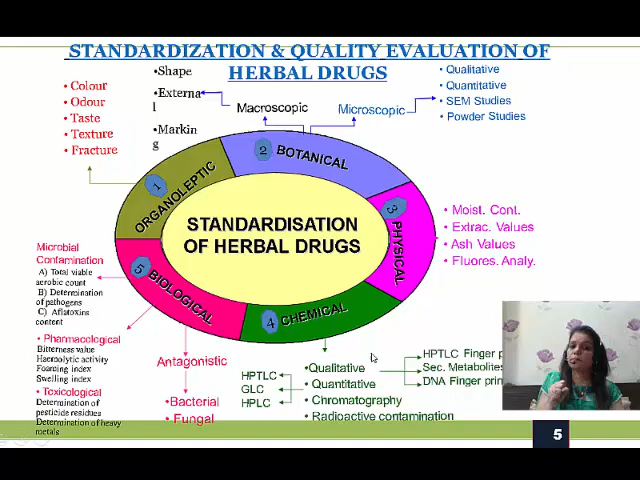 STANDARDIZATION & QUALITY EVALUATION OF
HERBAL DRUGS
• Colour
• Odour
• Taste
• Texture
• Fracture
•Shape
•Externa
l
•Markin
g
Macroscopic
Microscopic
• Qualitative
• Quantitative
• SEM Studies
• Powder Studies
1 ORGANOLEPTIC
2 BOTANICAL
3 PHYSICAL
4 CHEMICAL
5 BIOLOGICAL
STANDARDISATION
OF HERBAL DRUGS
• Moist. Cont.
• Extrac. Values
• Ash Values
• Fluores. Analy.
Microbial
Contamination
A) Total viable
aerobic count
B) Determination
of pathogens
C) Aflatoxins
content
• Pharmacological
Bitterness value
Haemolytic activity
Foaming index
Swelling index
• Toxicological
Determination of
pesticide residues
Determination of heavy
metals
Antagonistic
•Bacterial
• Fungal
HPTLC
GLC
HPLC
•Qualitative
• Quantitative
• Chromatography
• Radioactive contamination
HPTLC Finger p
Sec. Metabolies
DNA Finger prin
5